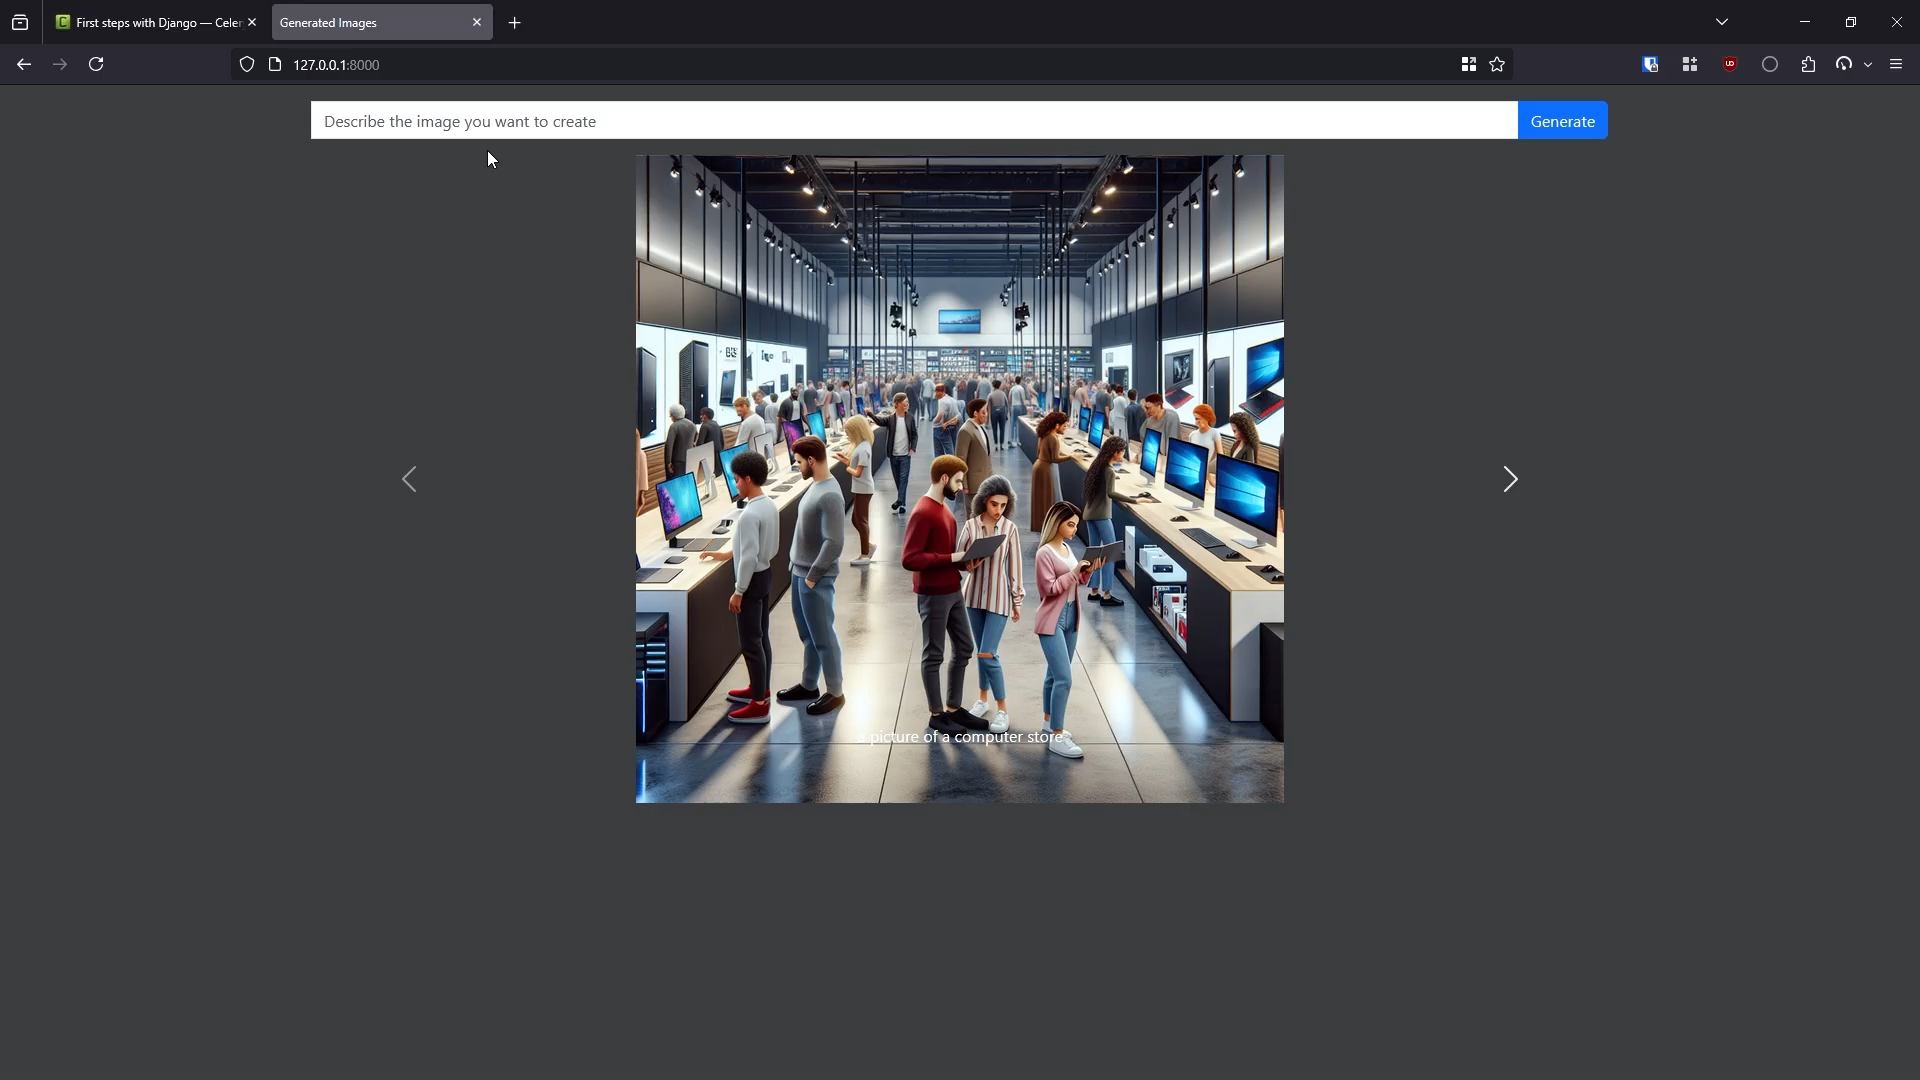 First steps with Django — Celer
Generated Images
127.0.0.1:8000
Describe the image you want to create
Generate
a picture of a computer store